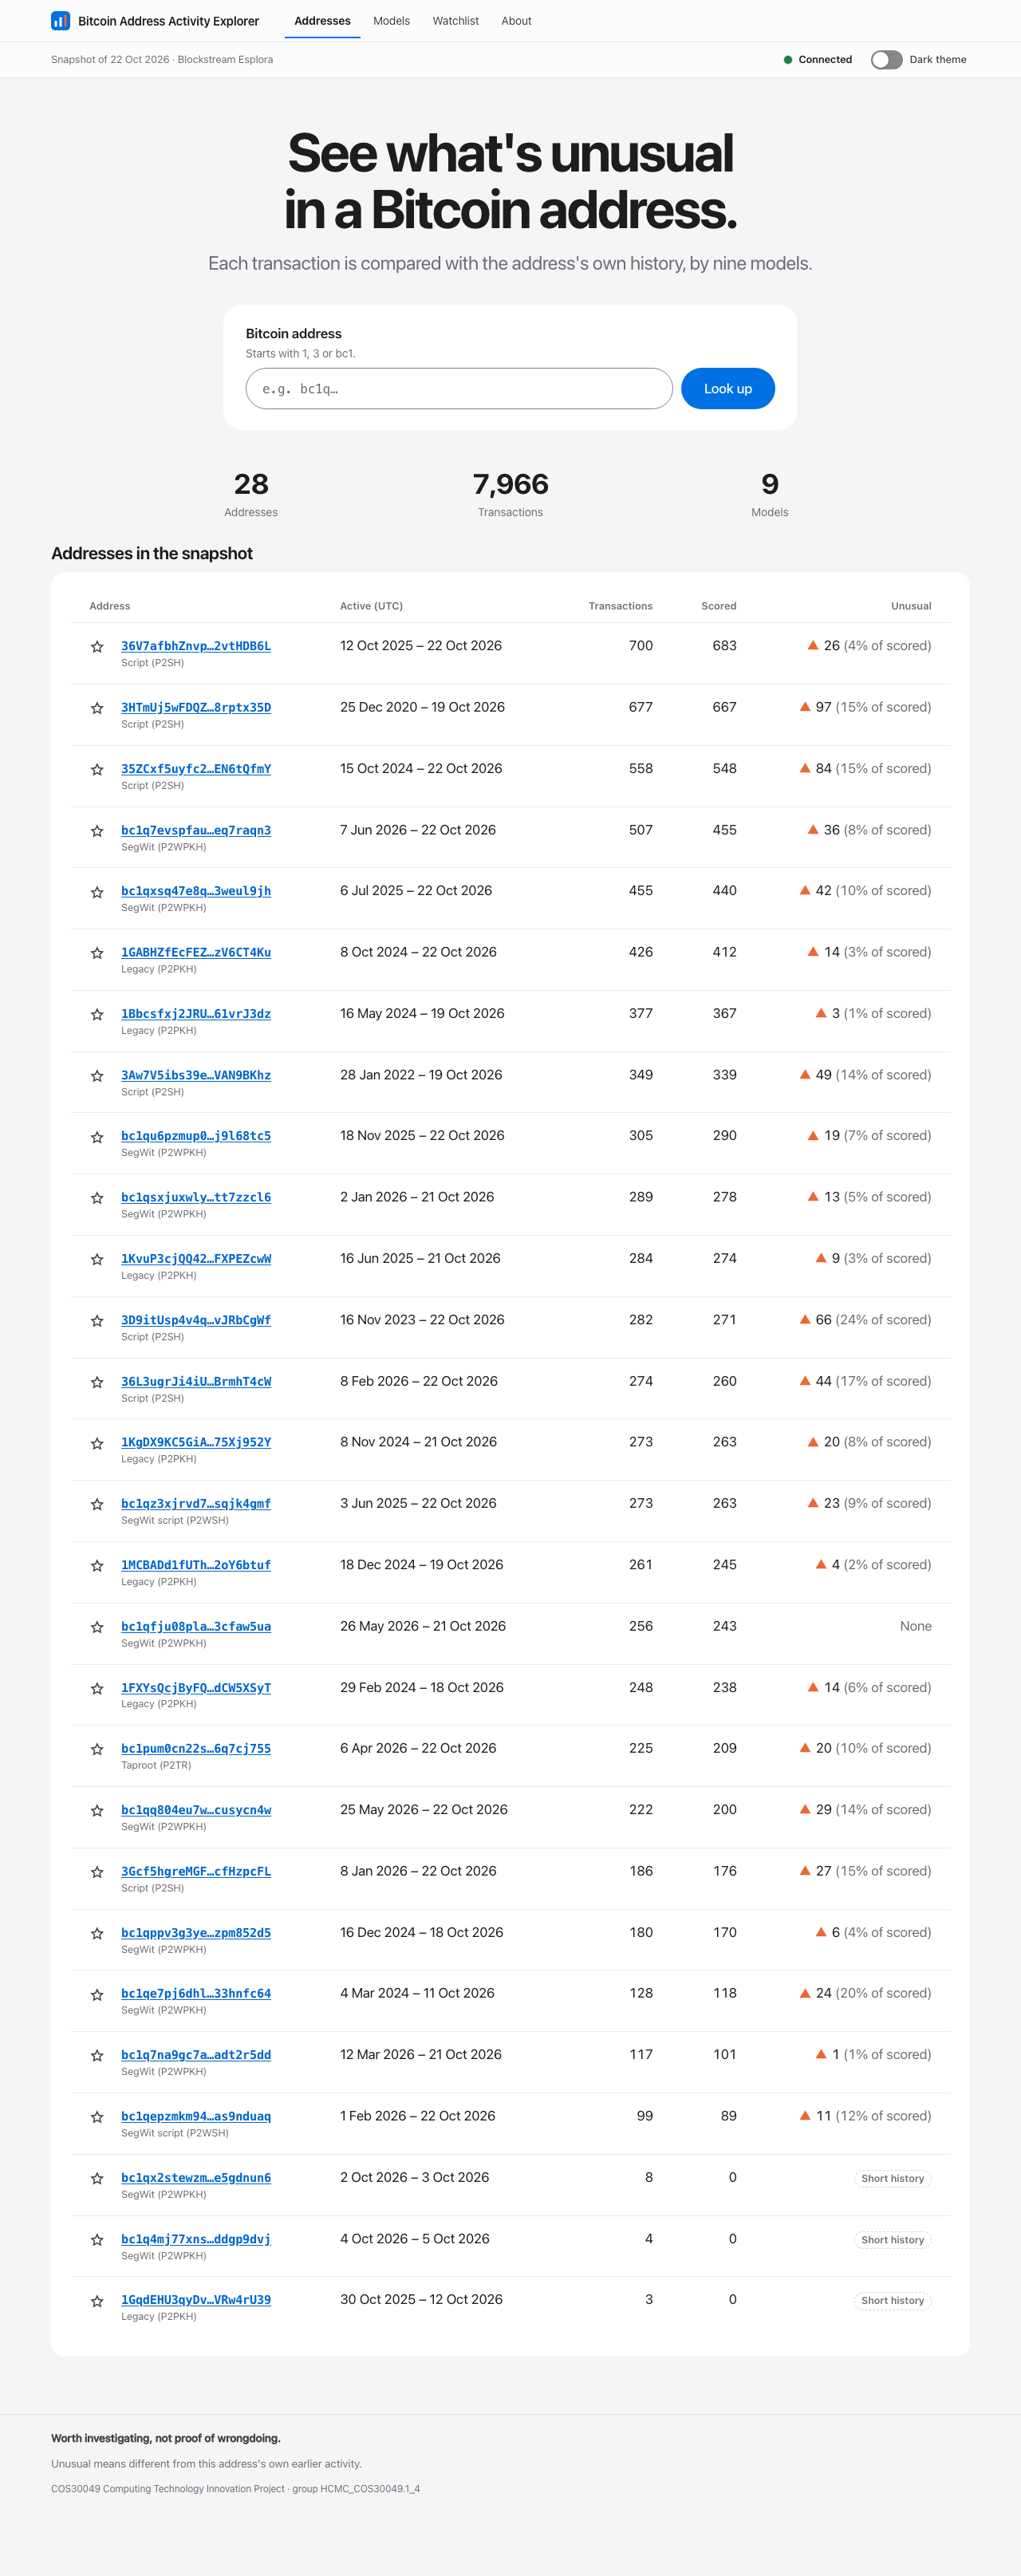 Bitcoin Address Activity Explorer
Addresses
Models
Watchlist
About
Snapshot of 22 Oct 2026 · Blockstream Esplora
Connected
Dark theme
See what's unusual
in a Bitcoin address.
Each transaction is compared with the address's own history, by nine models.
Bitcoin address
Starts with 1, 3 or bc1.
e.g. bc1q…
Look up
28
Addresses
7,966
Transactions
9
Models
Addresses in the snapshot
Address Active (UTC) Transactions Scored Unusual
36V7afbhZnvp…2vtHDB6L 12 Oct 2025 – 22 Oct 2026 700 683 26 (4% of scored)
Script (P2SH)
3HTmUj5wFDQZ…8rptx35D 25 Dec 2020 – 19 Oct 2026 677 667 97 (15% of scored)
Script (P2SH)
35ZCxf5uyfc2…EN6tQfmY 15 Oct 2024 – 22 Oct 2026 558 548 84 (15% of scored)
Script (P2SH)
bc1q7evspfau…eq7raqn3 7 Jun 2026 – 22 Oct 2026 507 455 36 (8% of scored)
SegWit (P2WPKH)
bc1qxsq47e8q…3weul9jh 6 Jul 2025 – 22 Oct 2026 455 440 42 (10% of scored)
SegWit (P2WPKH)
1GABHZfEcFEZ…zV6CT4Ku 8 Oct 2024 – 22 Oct 2026 426 412 14 (3% of scored)
Legacy (P2PKH)
1Bbcsfxj2JRU…61vrJ3dz 16 May 2024 – 19 Oct 2026 377 367 3 (1% of scored)
Legacy (P2PKH)
3Aw7V5ibs39e…VAN9BKhz 28 Jan 2022 – 19 Oct 2026 349 339 49 (14% of scored)
Script (P2SH)
bc1qu6pzmup0…j9l68tc5 18 Nov 2025 – 22 Oct 2026 305 290 19 (7% of scored)
SegWit (P2WPKH)
bc1qsxjuxwly…tt7zzcl6 2 Jan 2026 – 21 Oct 2026 289 278 13 (5% of scored)
SegWit (P2WPKH)
1KvuP3cjQQ42…FXPEZcwW 16 Jun 2025 – 21 Oct 2026 284 274 9 (3% of scored)
Legacy (P2PKH)
3D9itUsp4v4q…vJRbCgWf 16 Nov 2023 – 22 Oct 2026 282 271 66 (24% of scored)
Script (P2SH)
36L3ugrJi4iU…BrmhT4cW 8 Feb 2026 – 22 Oct 2026 274 260 44 (17% of scored)
Script (P2SH)
1KgDX9KC5GiA…75Xj952Y 8 Nov 2024 – 21 Oct 2026 273 263 20 (8% of scored)
Legacy (P2PKH)
bc1qz3xjrvd7…sqjk4gmf 3 Jun 2025 – 22 Oct 2026 273 263 23 (9% of scored)
SegWit script (P2WSH)
1MCBADd1fUTh…2oY6btuf 18 Dec 2024 – 19 Oct 2026 261 245 4 (2% of scored)
Legacy (P2PKH)
bc1qfju08pla…3cfaw5ua 26 May 2026 – 21 Oct 2026 256 243 None
SegWit (P2WPKH)
1FXYsQcjByFQ…dCW5XSyT 29 Feb 2024 – 18 Oct 2026 248 238 14 (6% of scored)
Legacy (P2PKH)
bc1pum0cn22s…6q7cj755 6 Apr 2026 – 22 Oct 2026 225 209 20 (10% of scored)
Taproot (P2TR)
bc1qq804eu7w…cusycn4w 25 May 2026 – 22 Oct 2026 222 200 29 (14% of scored)
SegWit (P2WPKH)
3Gcf5hgreMGF…cfHzpcFL 8 Jan 2026 – 22 Oct 2026 186 176 27 (15% of scored)
Script (P2SH)
bc1qppv3g3ye…zpm852d5 16 Dec 2024 – 18 Oct 2026 180 170 6 (4% of scored)
SegWit (P2WPKH)
bc1qe7pj6dhl…33hnfc64 4 Mar 2024 – 11 Oct 2026 128 118 24 (20% of scored)
SegWit (P2WPKH)
bc1q7na9gc7a…adt2r5dd 12 Mar 2026 – 21 Oct 2026 117 101 1 (1% of scored)
SegWit (P2WPKH)
bc1qepzmkm94…as9nduaq 1 Feb 2026 – 22 Oct 2026 99 89 11 (12% of scored)
SegWit script (P2WSH)
bc1qx2stewzm…e5gdnun6 2 Oct 2026 – 3 Oct 2026 8 0 Short history
SegWit (P2WPKH)
bc1q4mj77xns…ddgp9dvj 4 Oct 2026 – 5 Oct 2026 4 0 Short history
SegWit (P2WPKH)
1GqdEHU3qyDv…VRw4rU39 30 Oct 2025 – 12 Oct 2026 3 0 Short history
Legacy (P2PKH)
Worth investigating, not proof of wrongdoing.
Unusual means different from this address's own earlier activity.
COS30049 Computing Technology Innovation Project · group HCMC_COS30049.1_4